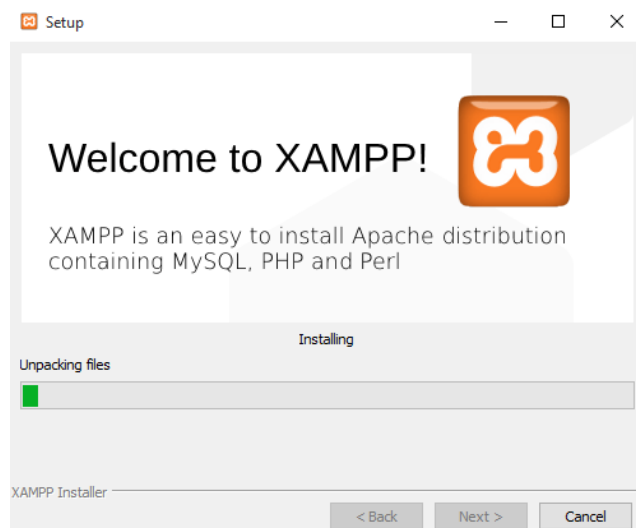 Setup
Welcome to XAMPP!
XAMPP is an easy to install Apache distribution
containing MySQL, PHP and Perl
Installing
Unpacking files
XAMPP Installer
< Back
Next >
Cancel